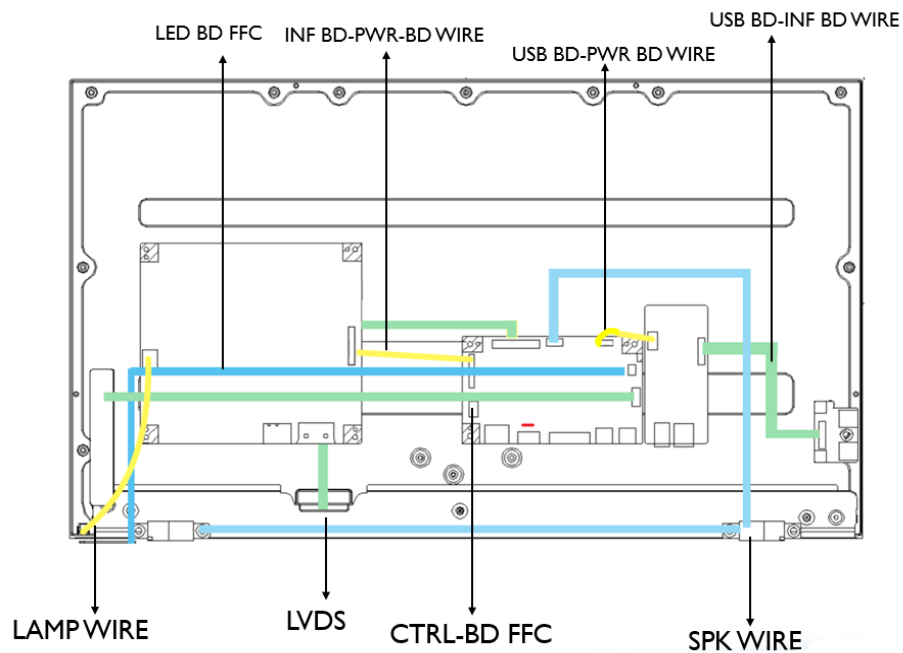 USB BD-INF BD WIRE
LED BD FFC
INF BD-PWR-BD WIRE
USB BD-PWR BD WIRE
LAMP WIRE
LVDS
CTRL-BD FFC
SPK WIRE